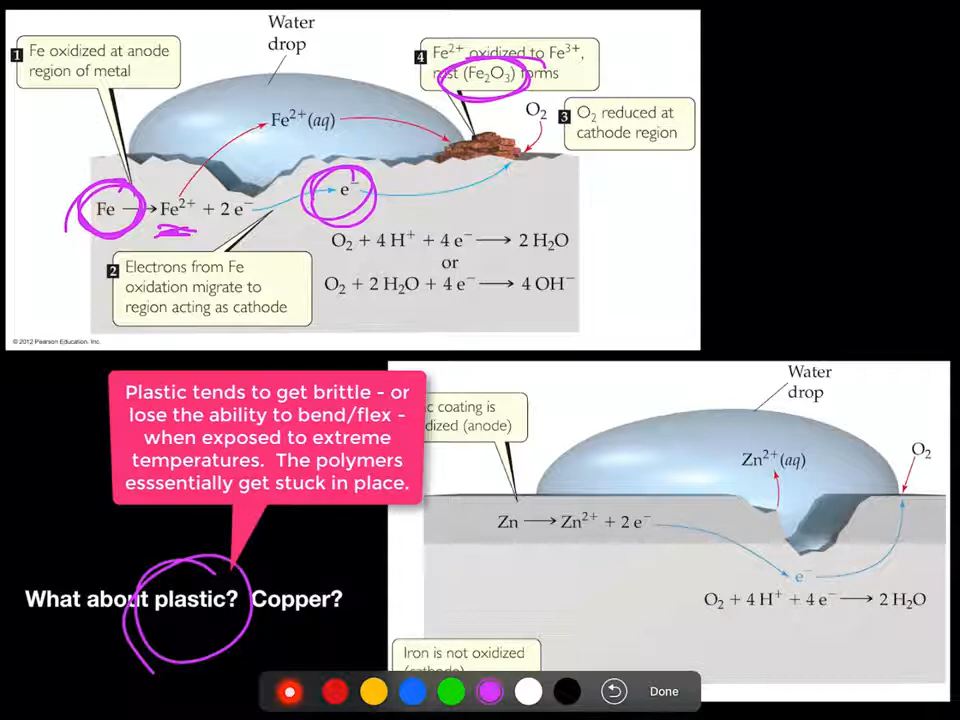 Water
drop
1 Fe oxidized at anode
region of metal
4 Fe²⁺ oxidized to Fe³⁺,
rust (Fe₂O₃) forms
O₂
3 O₂ reduced at
cathode region
Fe²⁺(aq)
e⁻
Fe ⟶ Fe²⁺ + 2 e⁻
O₂ + 4 H⁺ + 4 e⁻ ⟶ 2 H₂O
or
O₂ + 2 H₂O + 4 e⁻ ⟶ 4 OH⁻
2 Electrons from Fe
oxidation migrate to
region acting as cathode
© 2012 Pearson Education, Inc.
Plastic tends to get brittle - or
lose the ability to bend/flex -
when exposed to extreme
temperatures. The polymers
esssentially get stuck in place.
What about plastic? Copper?
Water
drop
coating is
(anode)
Zn²⁺(aq)
O₂
Zn ⟶ Zn²⁺ + 2 e⁻
e⁻
O₂ + 4 H⁺ + 4 e⁻ ⟶ 2 H₂O
Iron is not oxidized
Done